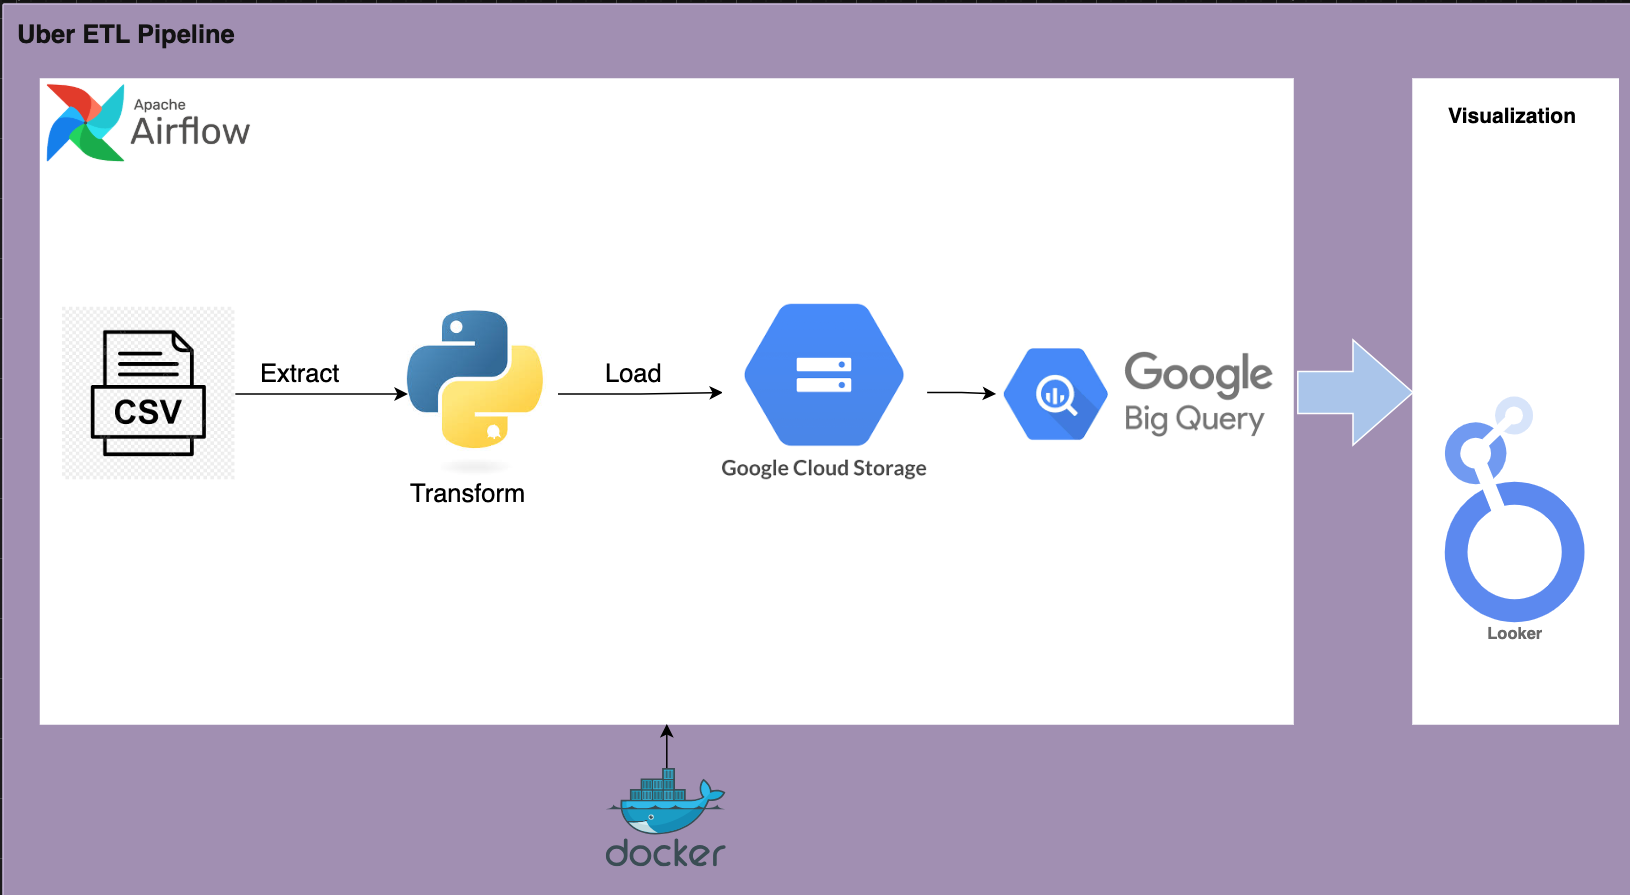 Uber ETL Pipeline
Apache
Airflow
Visualization
CSV
Extract
Transform
Load
Google Cloud Storage
Google
Big Query
Looker
docker